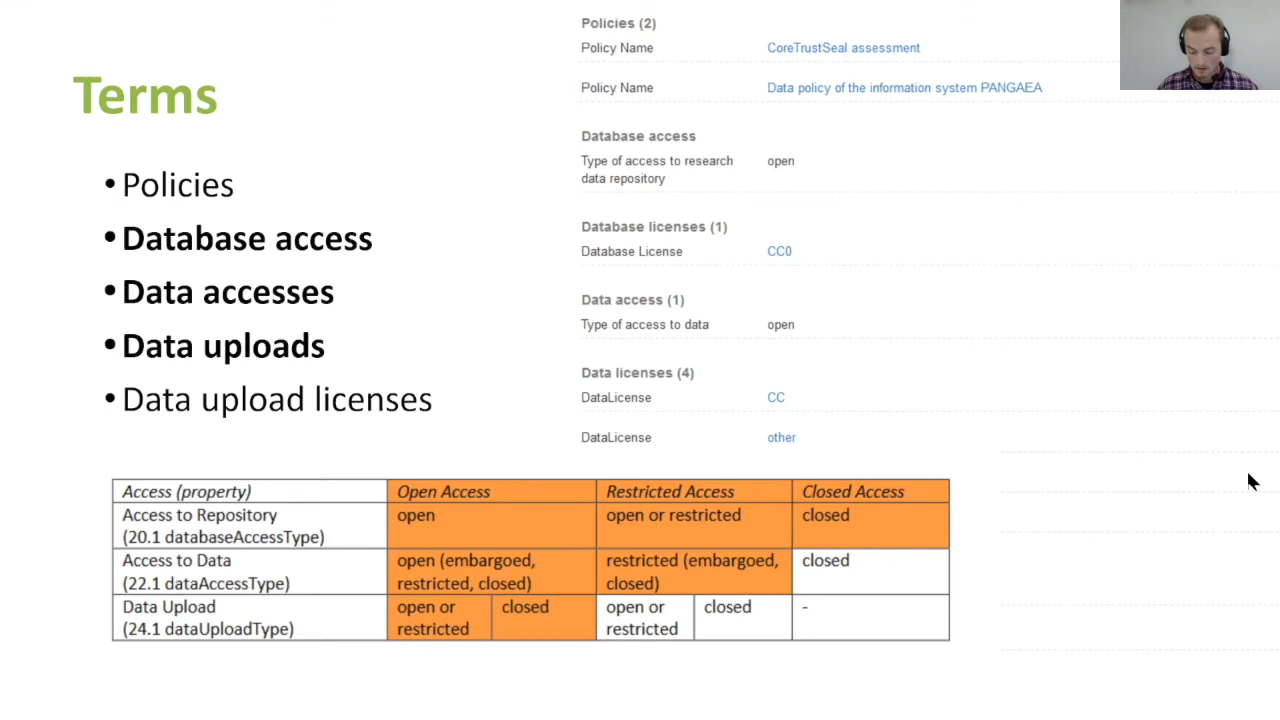 Terms
• Policies
• Database access
• Data accesses
• Data uploads
• Data upload licenses
Policies (2)
Policy Name CoreTrustSeal assessment
Policy Name Data policy of the information system PANGAEA
Database access
Type of access to research open
data repository
Database licenses (1)
Database License CC0
Data access (1)
Type of access to data open
Data licenses (4)
DataLicense CC
DataLicense other
Access (property) Open Access Restricted Access Closed Access
Access to Repository open open or restricted closed
(20.1 databaseAccessType)
Access to Data open (embargoed, restricted (embargoed, closed
(22.1 dataAccessType) restricted, closed) closed)
Data Upload open or closed open or closed -
(24.1 dataUploadType) restricted restricted